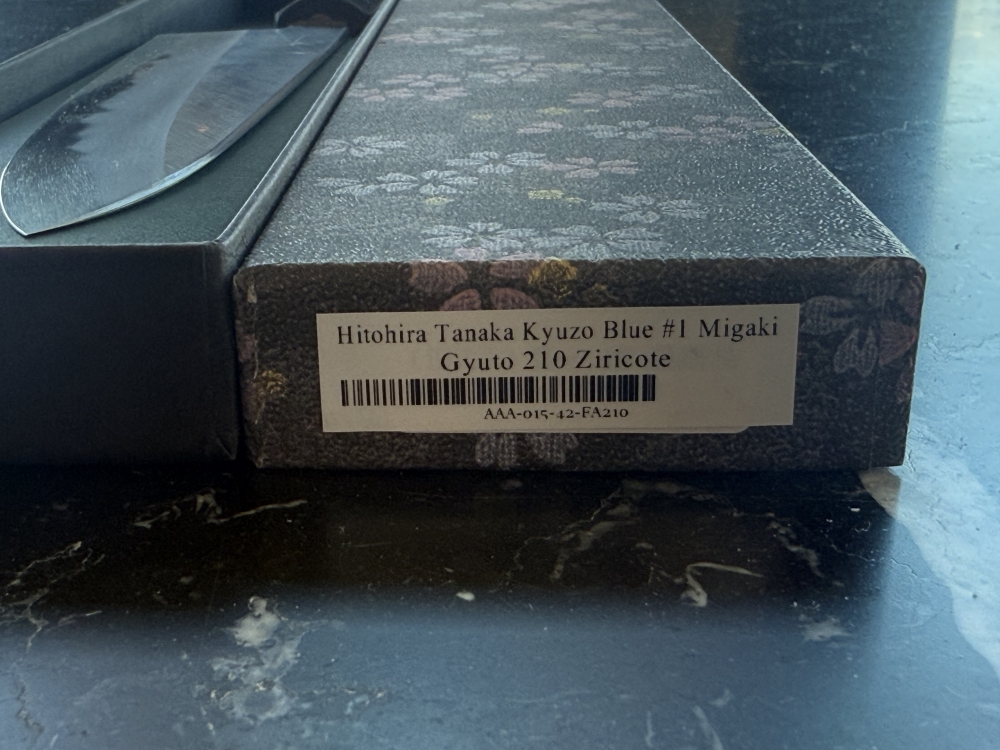 Hitohira Tanaka Kyuzo Blue #1 Migaki
Gyuto 210 Ziricote
AAA-015-42-FA210